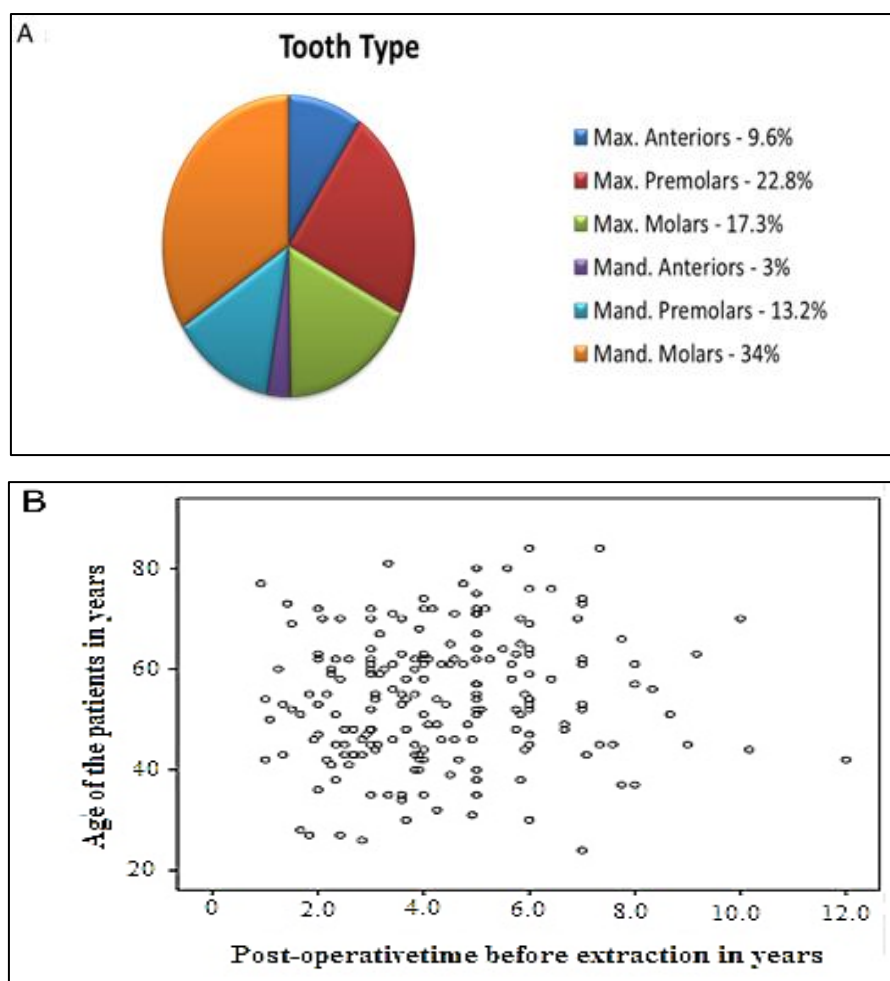 A
Tooth Type
Max. Anteriors - 9.6%
Max. Premolars - 22.8%
Max. Molars - 17.3%
Mand. Anteriors - 3%
Mand. Premolars - 13.2%
Mand. Molars - 34%
B
Age of the patients in years
80
60
40
20
0 2.0 4.0 6.0 8.0 10.0 12.0
Post-operativetime before extraction in years